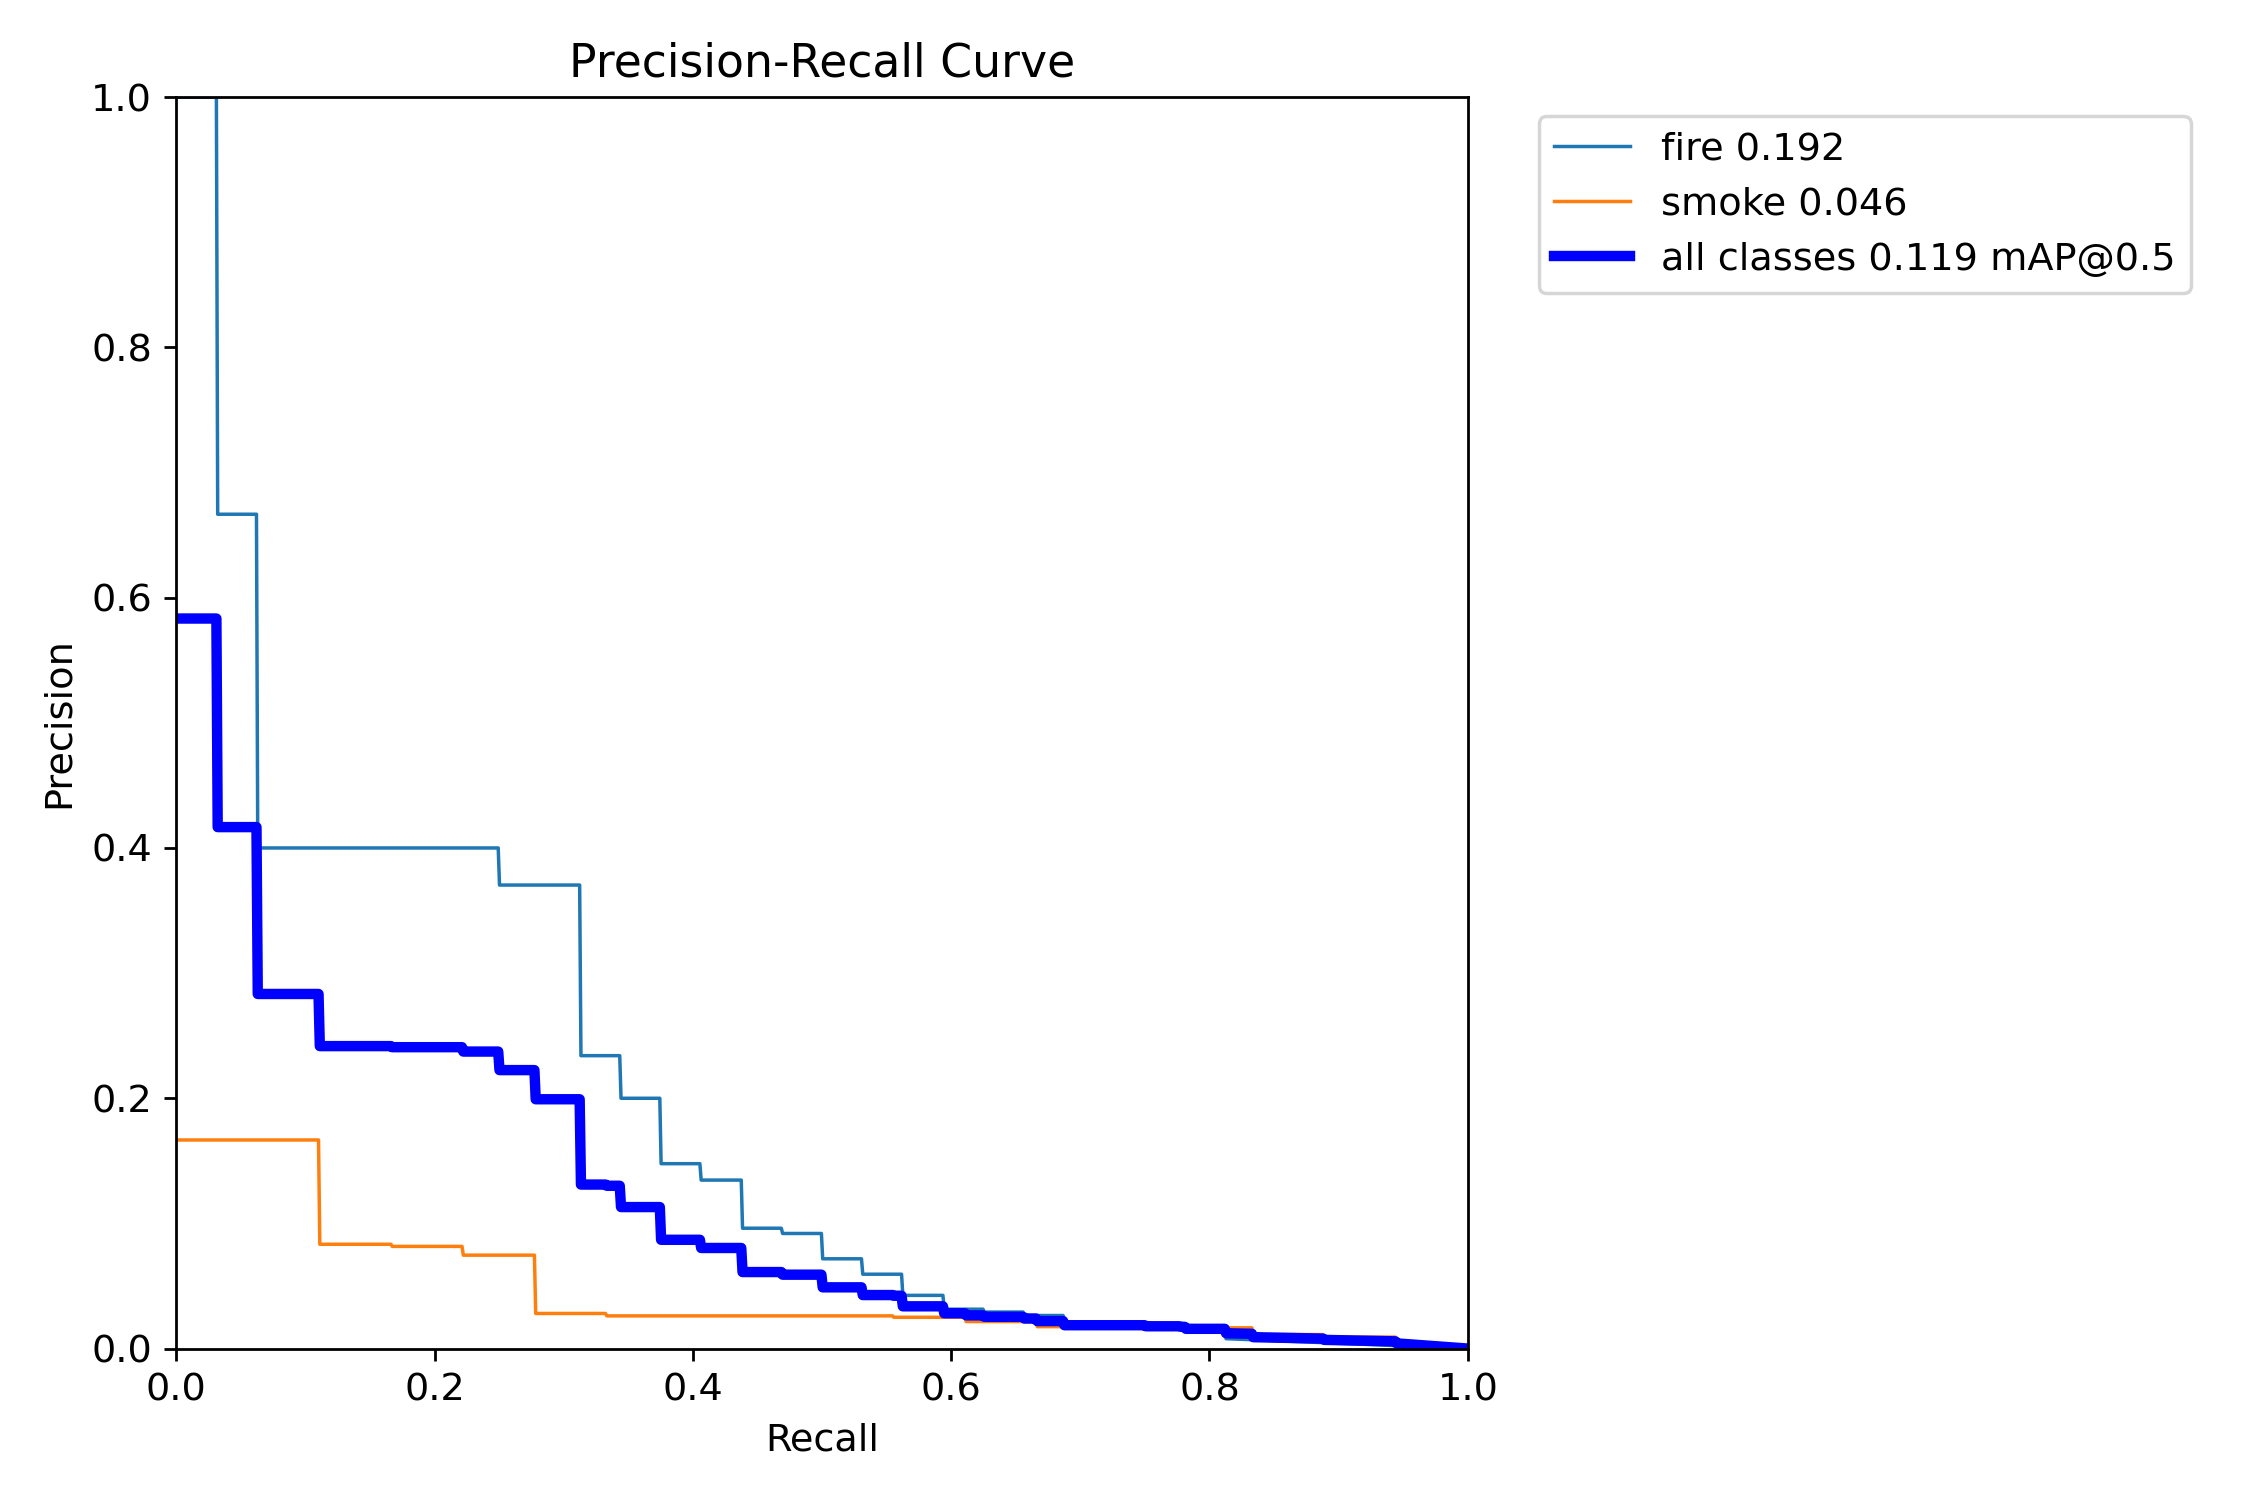 Precision-Recall Curve
1.0
0.8
0.6
0.4
0.2
0.0
Precision
0.0 0.2 0.4 0.6 0.8 1.0
Recall
fire 0.192
smoke 0.046
all classes 0.119 mAP@0.5